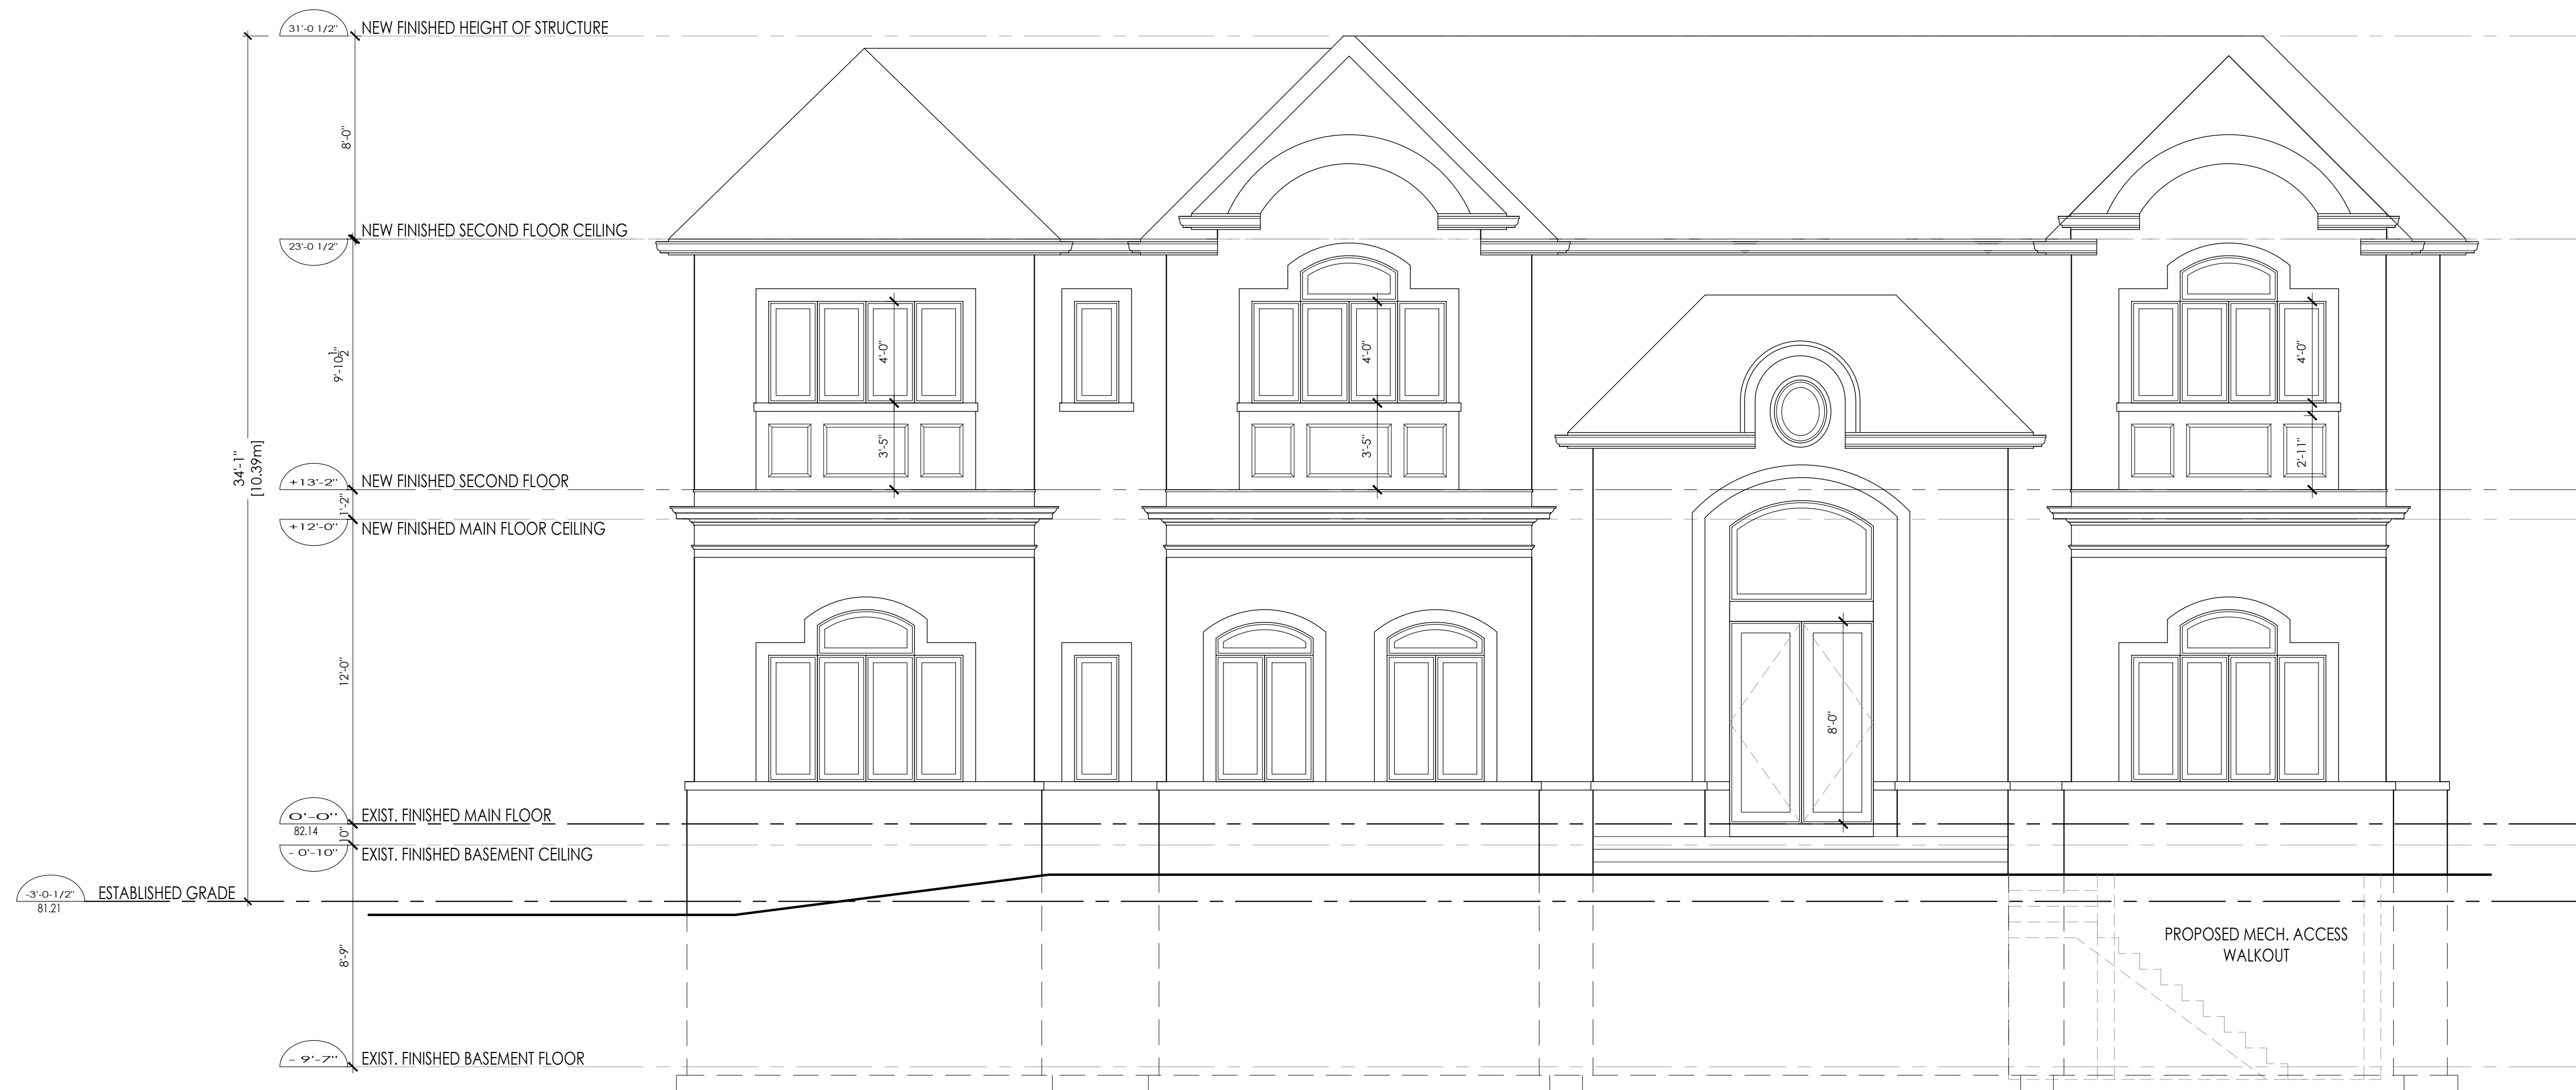 31'-0 1/2"
NEW FINISHED HEIGHT OF STRUCTURE
8'-0"
NEW FINISHED SECOND FLOOR CEILING
23'-0 1/2"
9'-10 1/2"
4'-0"
4'-0"
4'-0"
3'-5"
3'-5"
2'-11"
34'-1"
[10.39m]
+13'-2"
NEW FINISHED SECOND FLOOR
1'-2"
+12'-0"
NEW FINISHED MAIN FLOOR CEILING
12'-0"
8'-0"
0'-0"
EXIST. FINISHED MAIN FLOOR
82.14
10"
- 0'-10"
EXIST. FINISHED BASEMENT CEILING
-3'-0-1/2"
ESTABLISHED GRADE
81.21
PROPOSED MECH. ACCESS
WALKOUT
8'-9"
- 9'-7"
EXIST. FINISHED BASEMENT FLOOR